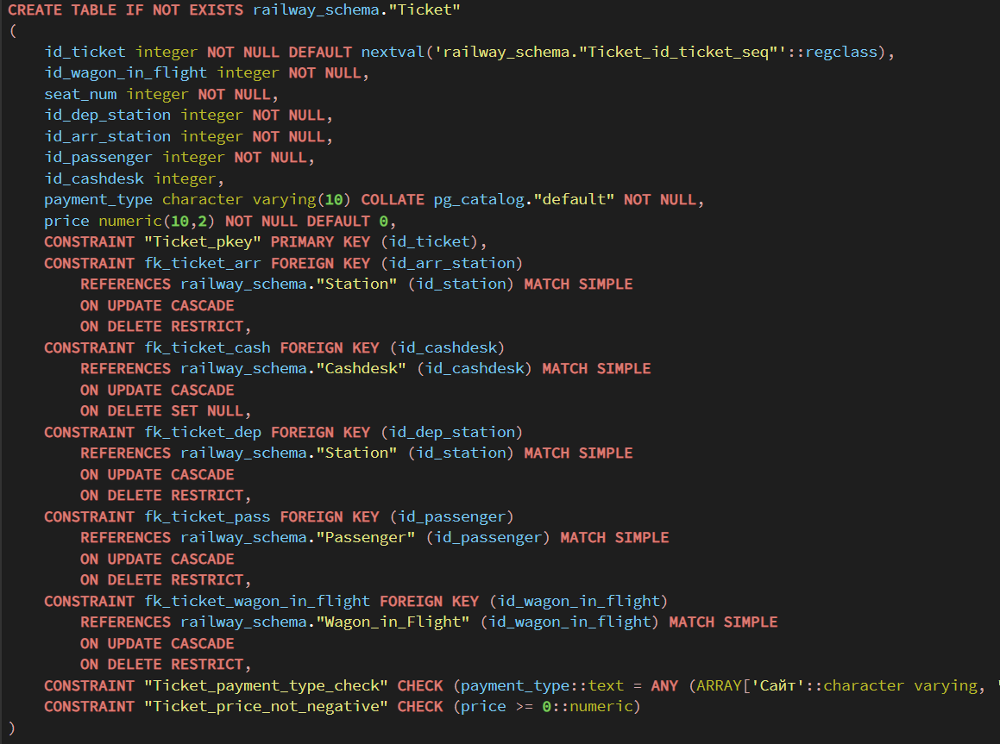 CREATE TABLE IF NOT EXISTS railway_schema."Ticket"
(
    id_ticket integer NOT NULL DEFAULT nextval('railway_schema."Ticket_id_ticket_seq"'::regclass),
    id_wagon_in_flight integer NOT NULL,
    seat_num integer NOT NULL,
    id_dep_station integer NOT NULL,
    id_arr_station integer NOT NULL,
    id_passenger integer NOT NULL,
    id_cashdesk integer,
    payment_type character varying(10) COLLATE pg_catalog."default" NOT NULL,
    price numeric(10,2) NOT NULL DEFAULT 0,
    CONSTRAINT "Ticket_pkey" PRIMARY KEY (id_ticket),
    CONSTRAINT fk_ticket_arr FOREIGN KEY (id_arr_station)
        REFERENCES railway_schema."Station" (id_station) MATCH SIMPLE
        ON UPDATE CASCADE
        ON DELETE RESTRICT,
    CONSTRAINT fk_ticket_cash FOREIGN KEY (id_cashdesk)
        REFERENCES railway_schema."Cashdesk" (id_cashdesk) MATCH SIMPLE
        ON UPDATE CASCADE
        ON DELETE SET NULL,
    CONSTRAINT fk_ticket_dep FOREIGN KEY (id_dep_station)
        REFERENCES railway_schema."Station" (id_station) MATCH SIMPLE
        ON UPDATE CASCADE
        ON DELETE RESTRICT,
    CONSTRAINT fk_ticket_pass FOREIGN KEY (id_passenger)
        REFERENCES railway_schema."Passenger" (id_passenger) MATCH SIMPLE
        ON UPDATE CASCADE
        ON DELETE RESTRICT,
    CONSTRAINT fk_ticket_wagon_in_flight FOREIGN KEY (id_wagon_in_flight)
        REFERENCES railway_schema."Wagon_in_Flight" (id_wagon_in_flight) MATCH SIMPLE
        ON UPDATE CASCADE
        ON DELETE RESTRICT,
    CONSTRAINT "Ticket_payment_type_check" CHECK (payment_type::text = ANY (ARRAY['Сайт'::character varying, '
    CONSTRAINT "Ticket_price_not_negative" CHECK (price >= 0::numeric)
)